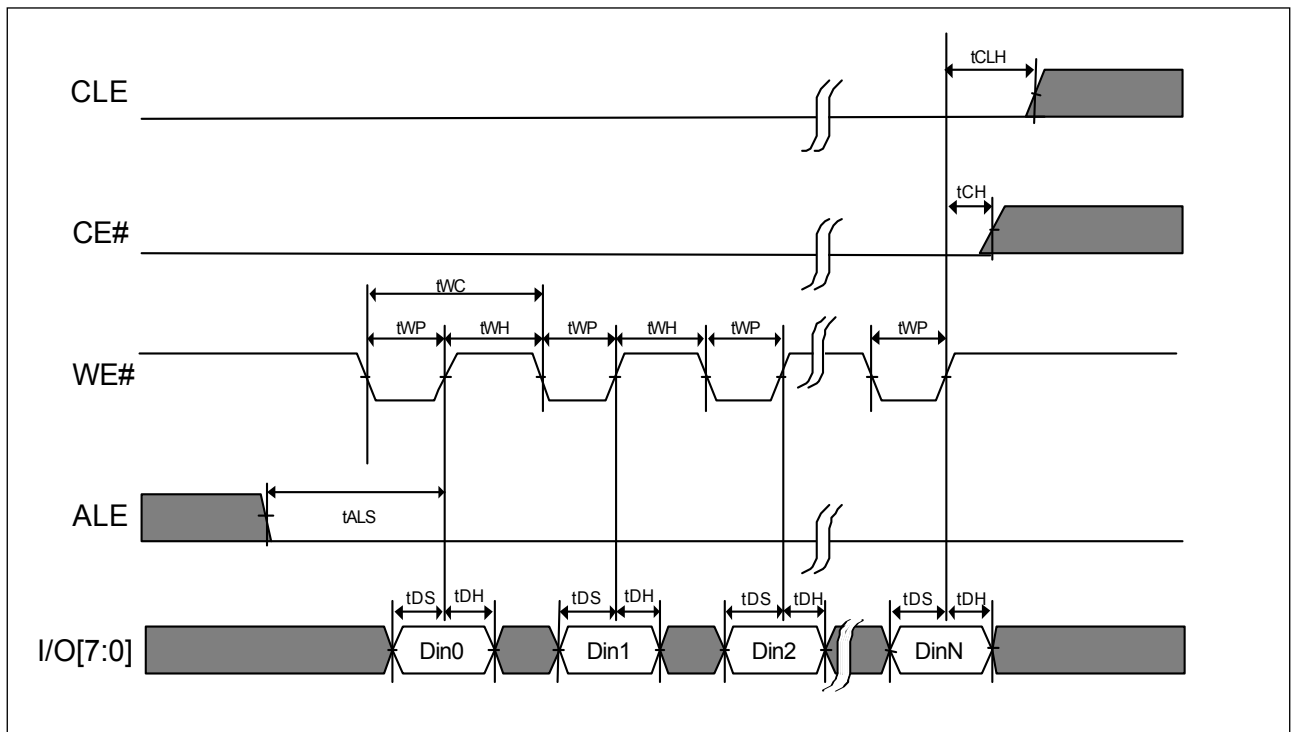 tCLH
CLE
tCH
CE#
tWC
tWP tWH tWP tWH tWP tWP
WE#
ALE
tALS
tDS tDH tDS tDH tDS tDH tDS tDH
I/O[7:0] Din0 Din1 Din2 DinN